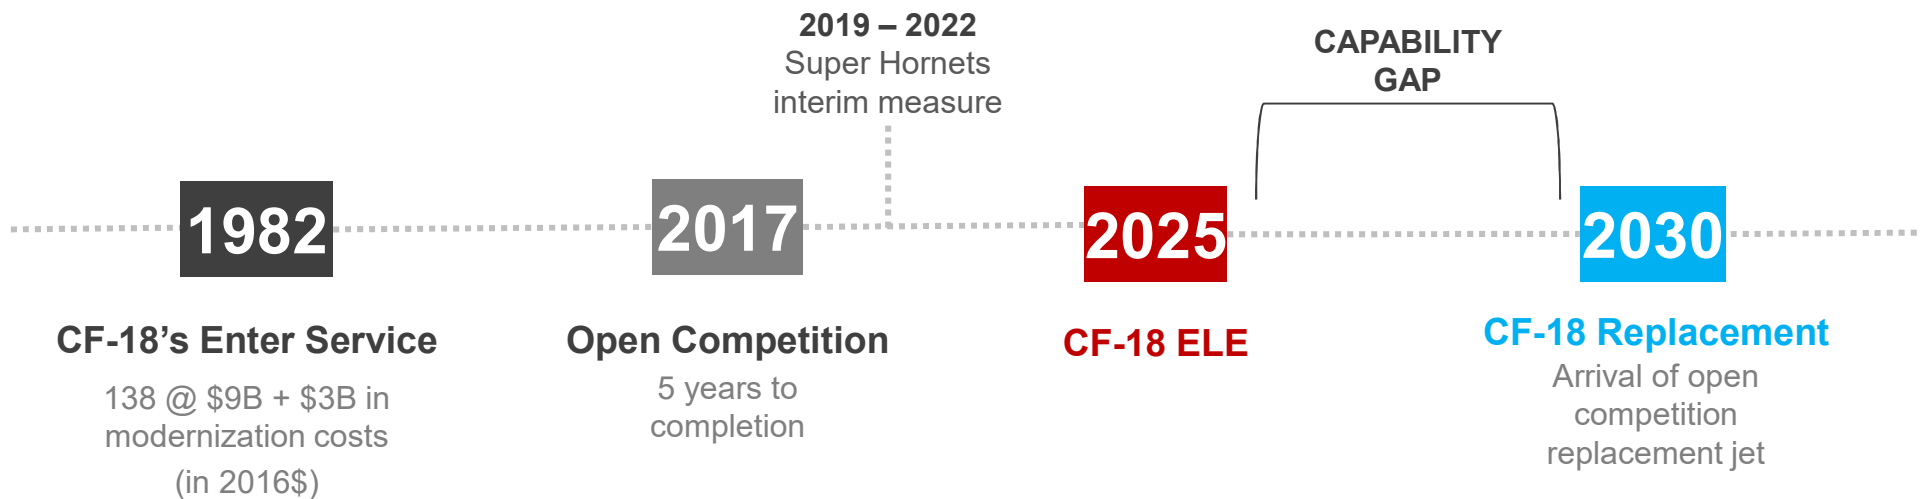 2019 – 2022
Super Hornets
interim measure
CAPABILITY
GAP
1982
2017
2025
2030
CF-18’s Enter Service
138 @ $9B + $3B in
modernization costs
(in 2016$)
Open Competition
5 years to
completion
CF-18 ELE
CF-18 Replacement
Arrival of open
competition
replacement jet